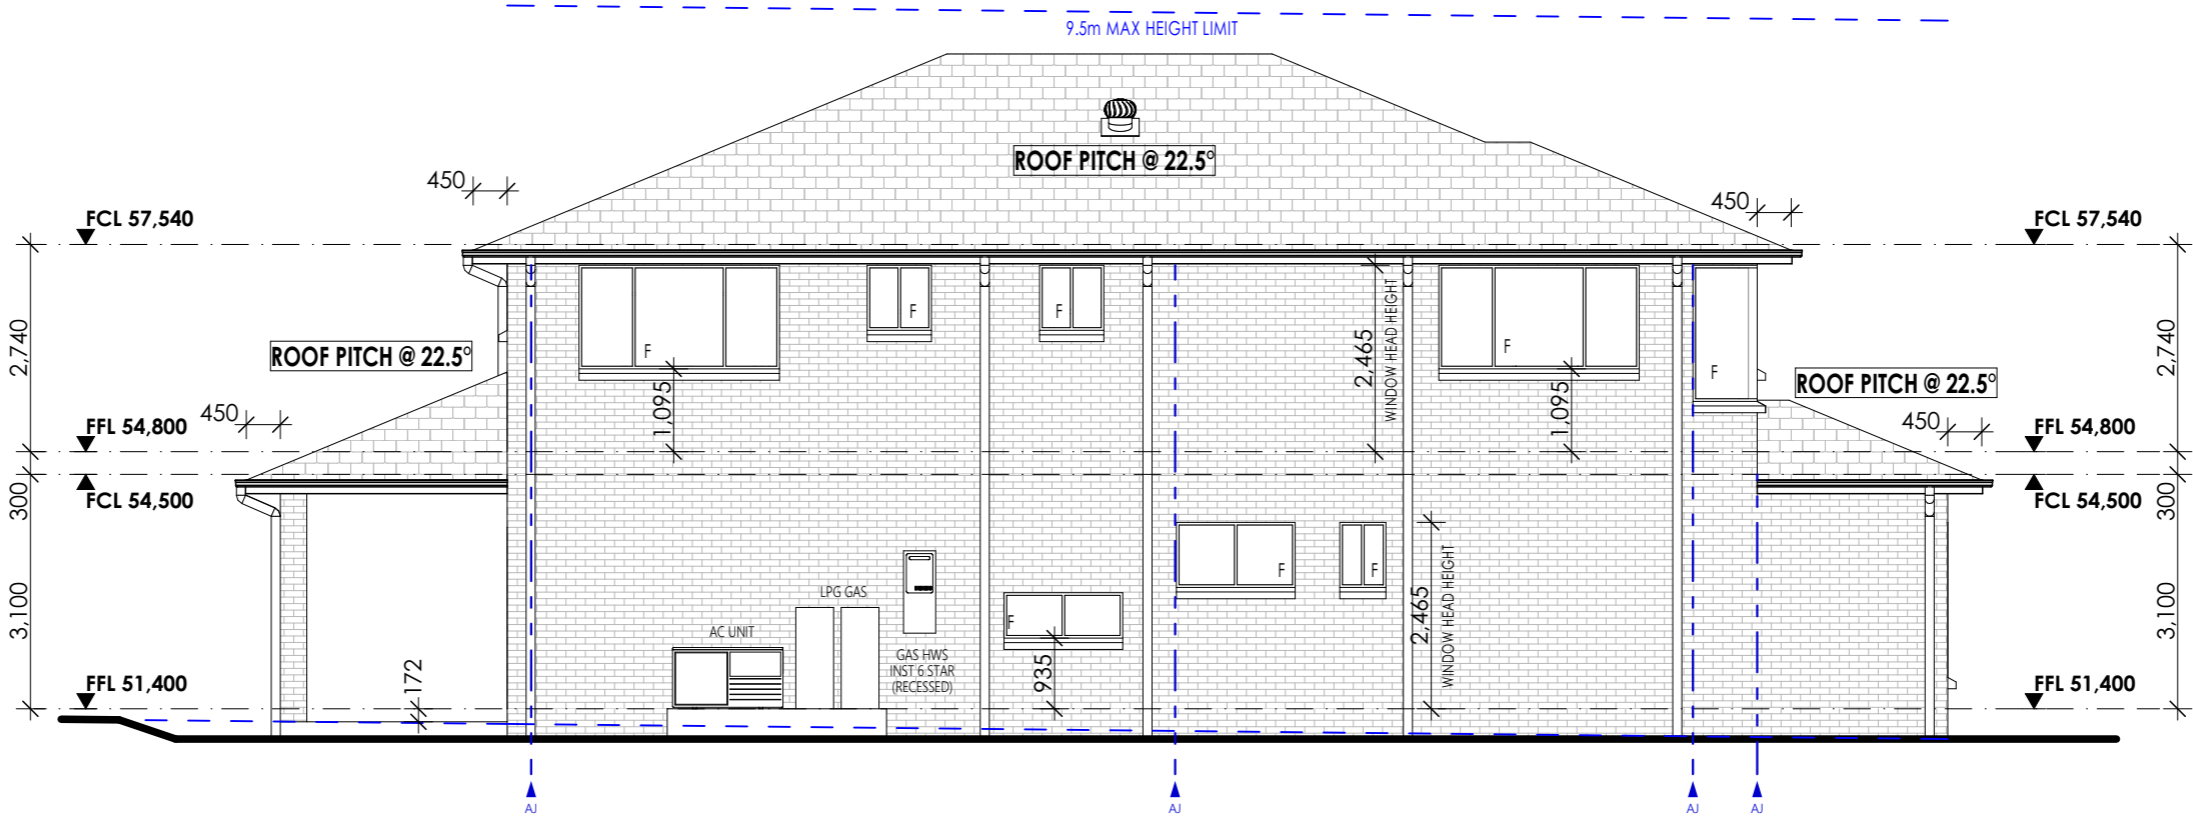 9.5m MAX HEIGHT LIMIT
ROOF PITCH @ 22.5°
450
450
FCL 57,540
FCL 57,540
2,740
2,740
F
F
F
F
F
2,465
WINDOW HEAD HEIGHT
1,095
1,095
ROOF PITCH @ 22.5°
ROOF PITCH @ 22.5°
450
450
FFL 54,800
FFL 54,800
300
300
FCL 54,500
FCL 54,500
3,100
3,100
F
F
F
2,465
WINDOW HEAD HEIGHT
LPG GAS
AC UNIT
GAS HWS
INST 6 STAR
(RECESSED)
935
172
FFL 51,400
FFL 51,400
AJ
AJ
AJ
AJ